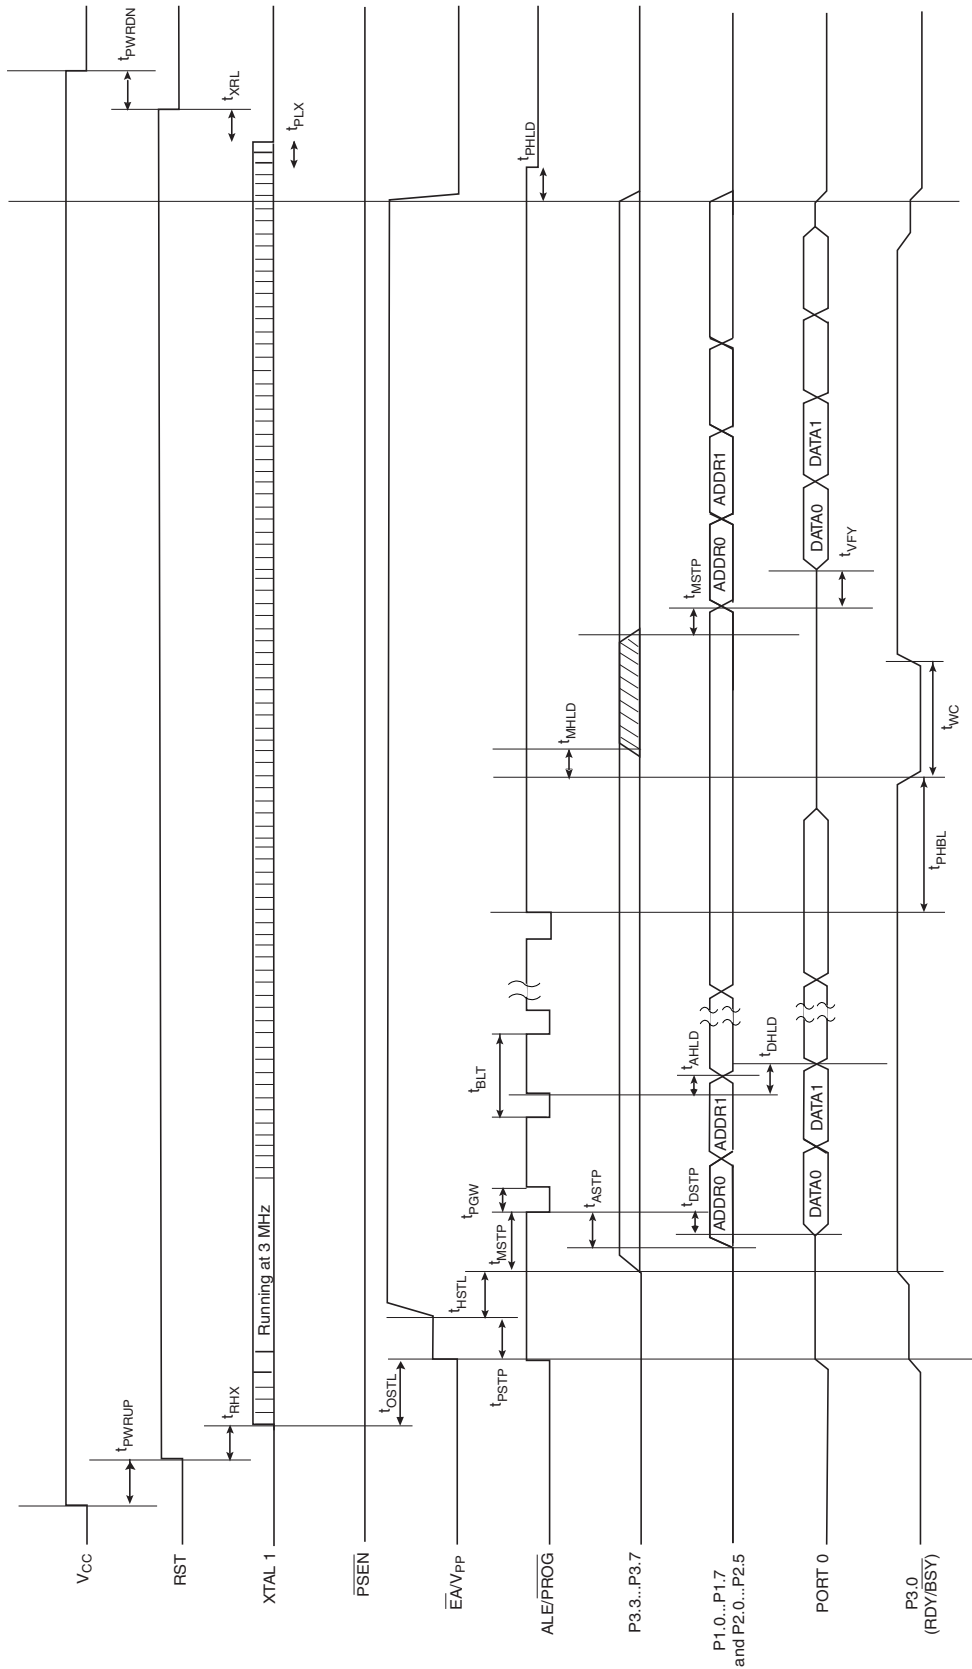 VCC
RST
XTAL 1
PSEN
EA/VPP
ALE/PROG
P3.3...P3.7
P1.0...P1.7
and P2.0...P2.5
PORT 0
P3.0
(RDY/BSY)
tPWRUP
tRHX
Running at 3 MHz
tOSTL
tPSTP
tHSTL
tMSTP
tPGW
tASTP
tDSTP
ADDR0
ADDR1
DATA0
DATA1
tBLT
tAHLD
tDHLD
tPHBL
tMHLD
tWC
tMSTP
tVFY
ADDR0
ADDR1
DATA0
DATA1
tPHLD
tPLX
tXRL
tPWRDN